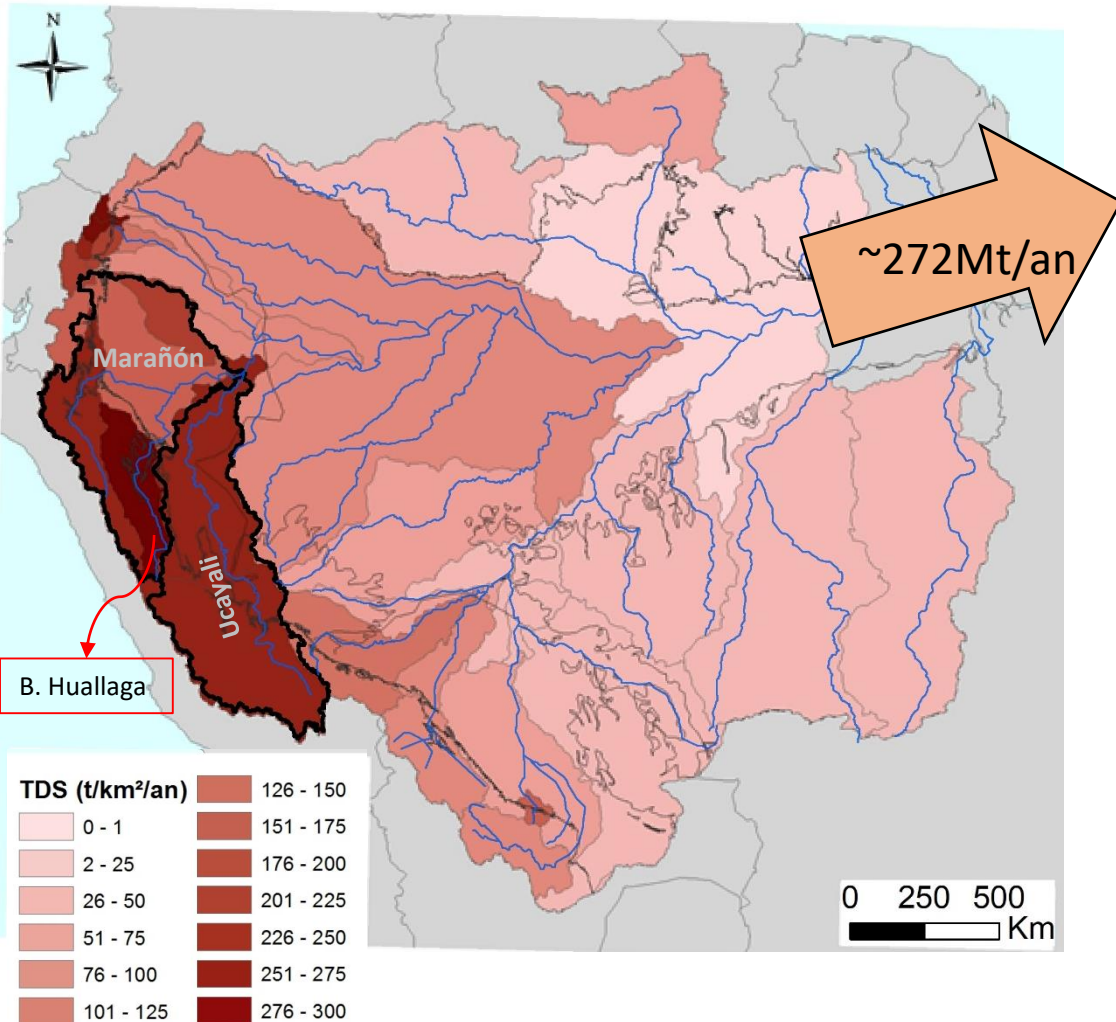 N
~272Mt/an
Marañón
Ucayali
B. Huallaga
TDS (t/km²/an)
0 - 1
2 - 25
26 - 50
51 - 75
76 - 100
101 - 125
126 - 150
151 - 175
176 - 200
201 - 225
226 - 250
251 - 275
276 - 300
0 250 500
Km